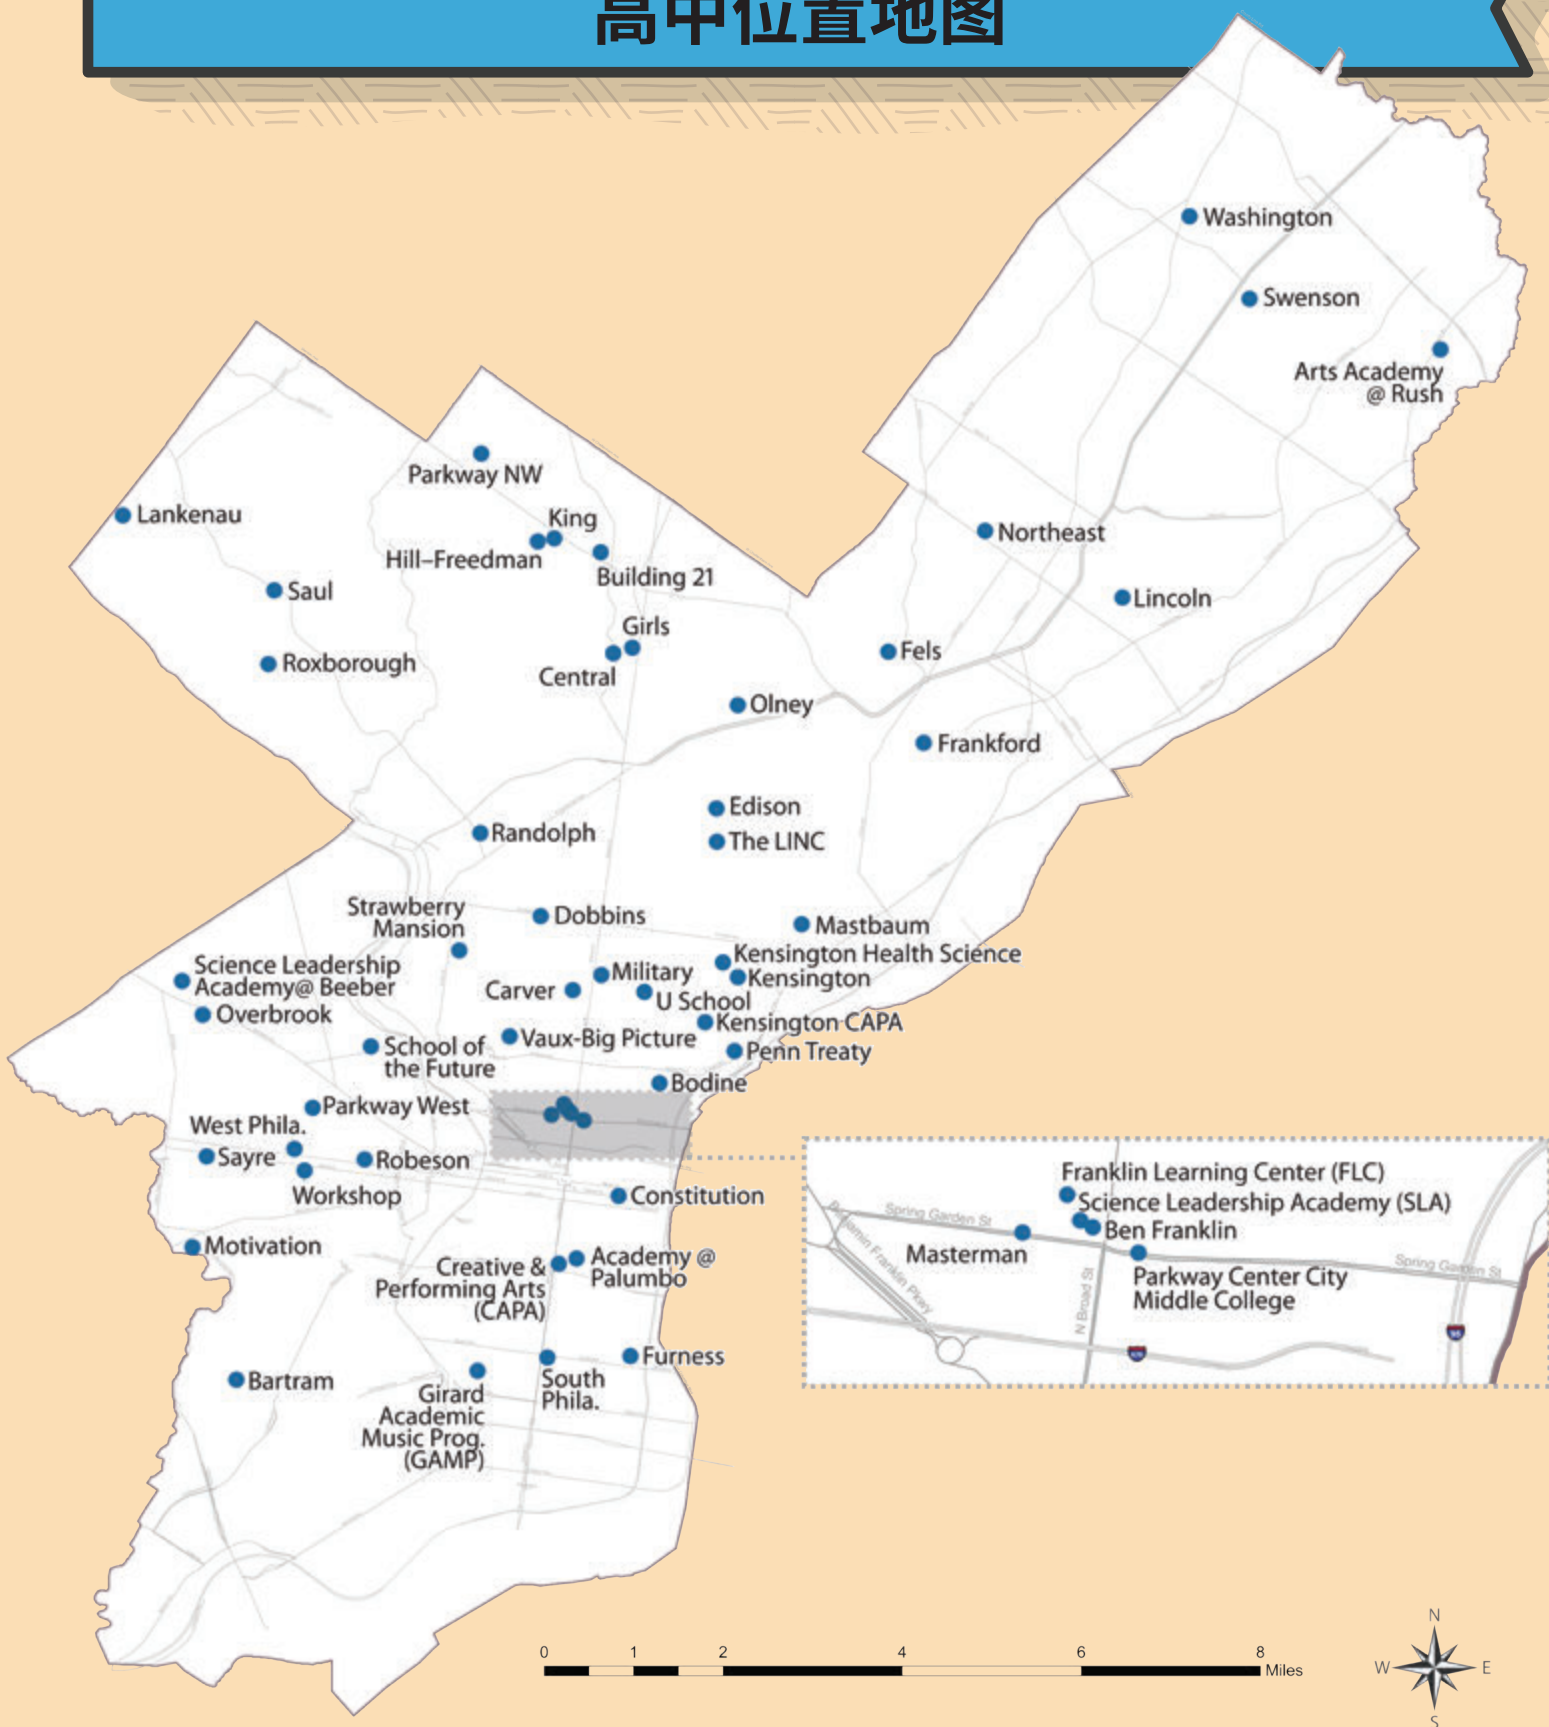 高中位置地图
Washington
Swenson
Arts Academy
@ Rush
Parkway NW
Lankenau
King
Hill–Freedman
Building 21
Northeast
Saul
Lincoln
Girls
Central
Roxborough
Fels
Olney
Frankford
Edison
Randolph
The LINC
Strawberry
Mansion
Dobbins
Mastbaum
Kensington Health Science
Science Leadership
Academy@ Beeber
Military
Kensington
Carver
U School
Overbrook
Kensington CAPA
Vaux-Big Picture
School of
the Future
Penn Treaty
Bodine
Parkway West
West Phila.
Sayre
Robeson
Workshop
Constitution
Motivation
Creative &
Performing Arts
(CAPA)
Academy @
Palumbo
Furness
South
Phila.
Bartram
Girard
Academic
Music Prog.
(GAMP)
Franklin Learning Center (FLC)
Science Leadership Academy (SLA)
Spring Garden St
Ben Franklin
Masterman
Benjamin Franklin Pkwy
Spring Garden St
Parkway Center City
Middle College
N Broad St
0 1 2 4 6 8
Miles
N
W E
S